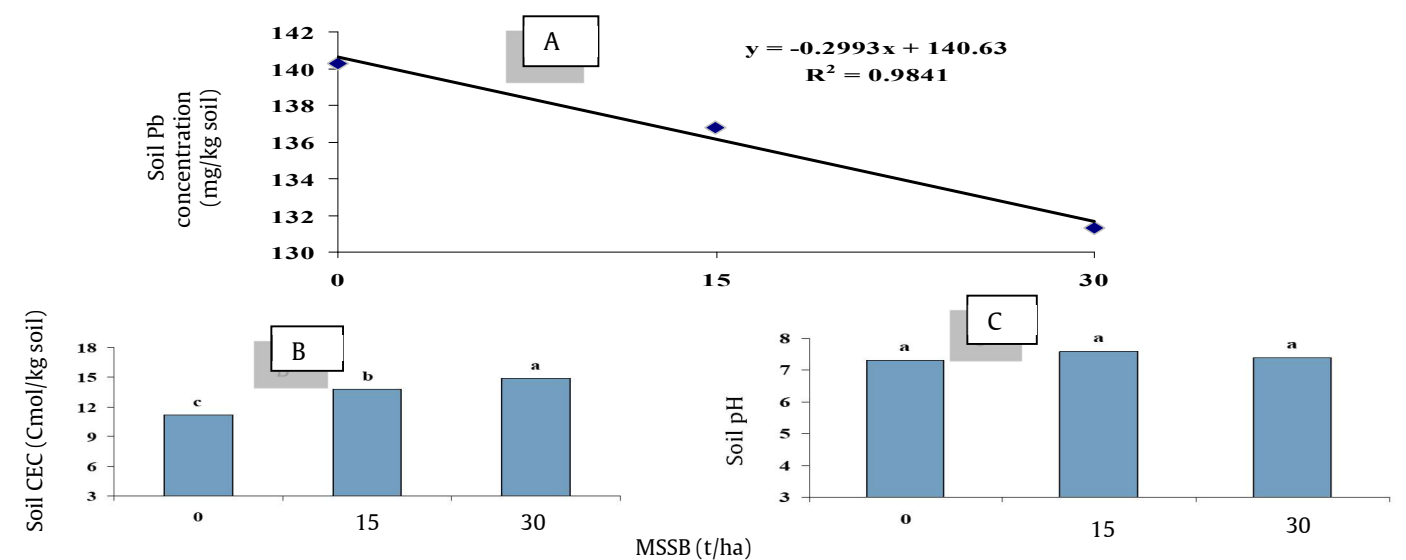 A
y = -0.2993x + 140.63
R² = 0.9841
Soil Pb
concentration
(mg/kg soil)
142
140
138
136
134
132
130
0 15 30
B
Soil CEC (Cmol/kg soil)
18
15
12
9
6
3
c b a
0 15 30
C
Soil pH
8
7
6
5
4
3
a a a
0 15 30
MSSB (t/ha)